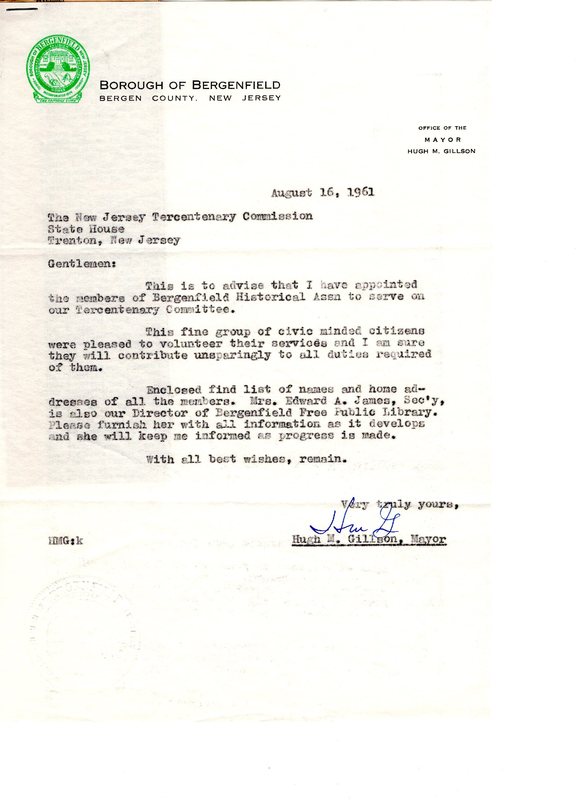 BOROUGH OF BERGENFIELD
BERGEN COUNTY, NEW JERSEY
OFFICE OF THE
MAYOR
HUGH M. GILLSON
August 16, 1961
The New Jersey Tercentenary Commission
State House
Trenton, New Jersey
Gentlemen:
This is to advise that I have appointed
the members of Bergenfield Historical Assn to serve on
our Tercentenary Committee.
This fine group of civic minded citizens
were pleased to volunteer their services and I am sure
they will contribute unsparingly to all duties required
of them.
Enclosed find list of names and home ad-
dresses of all the members. Mrs. Edward A. James, Sec'y,
is also our Director of Bergenfield Free Public Library.
Please furnish her with all information as it develops
and she will keep me informed as progress is made.
With all best wishes, remain.
Very truly yours,
HMG:k
Hugh M. Gillson, Mayor